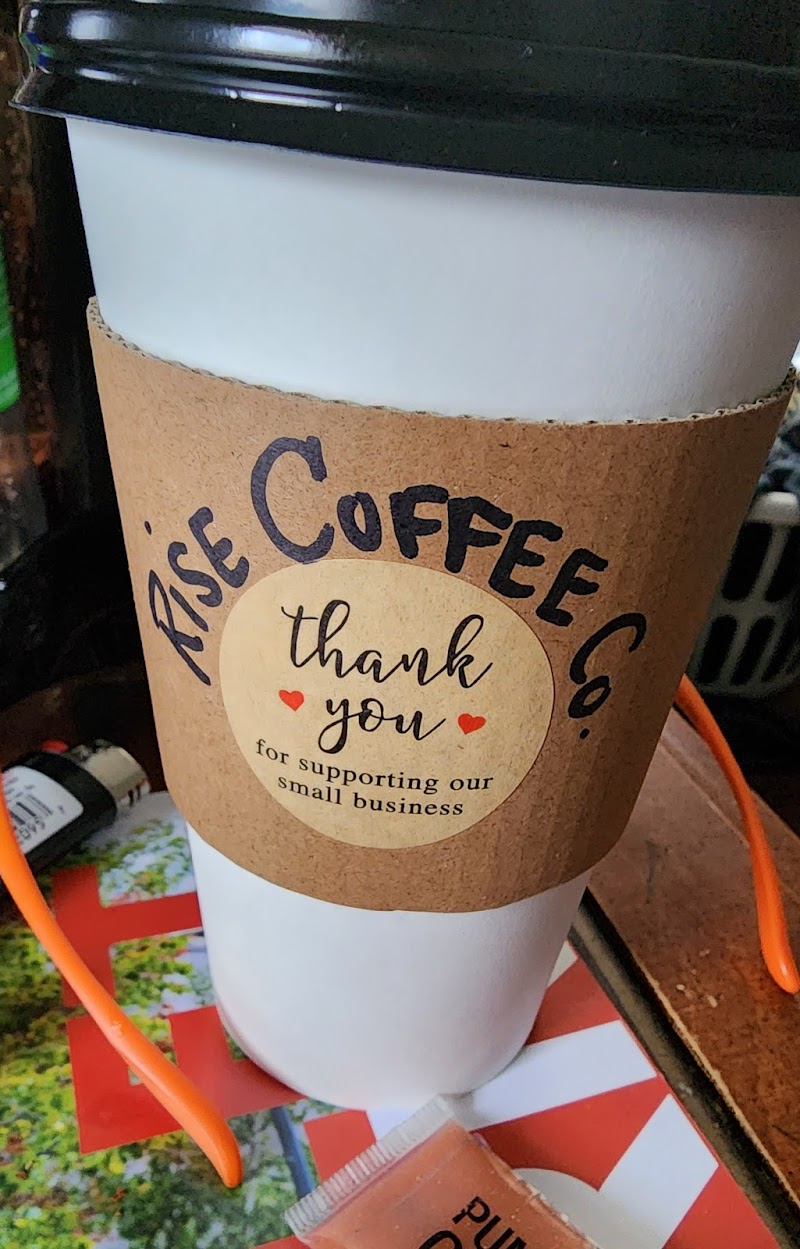 Rise Coffee Co.
thank
you
for supporting our
small business